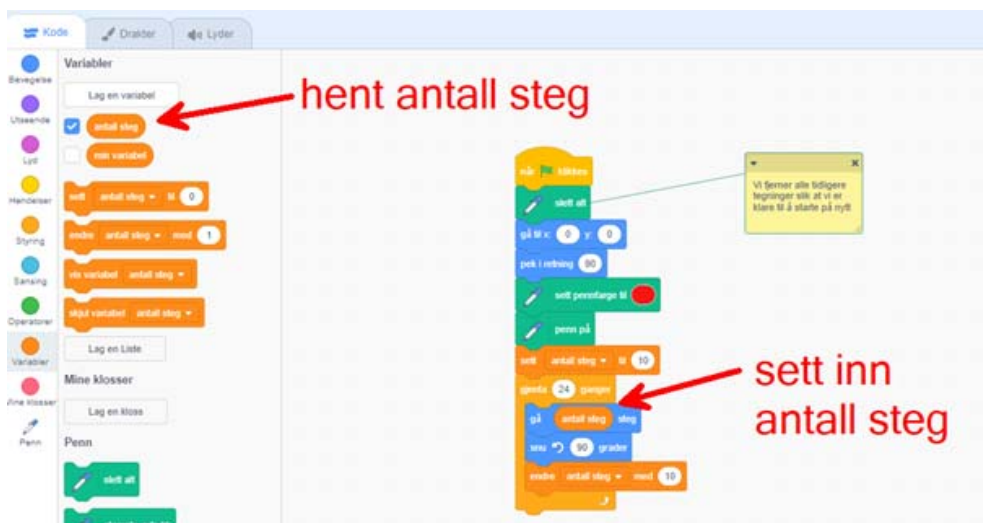 Kode
Drakter
Lyder
Bevegelse
Utseende
Lyd
Hendelser
Styring
Sansing
Operatorer
Variabler
Mine klosser
Penn
Variabler
Lag en variabel
antall steg
min variabel
sett antall steg til 0
endre antall steg med 1
vis variabel antall steg
skjul variabel antall steg
Lag en Liste
Mine klosser
Lag en kloss
Penn
slett alt
hent antall steg
når klikkes
slett alt
gå til x: 0 y: 0
pek i retning 90
sett pennfarge til
penn på
sett antall steg til 10
gjenta 24 ganger
gå antall steg steg
snu 90 grader
endre antall steg med 10
Vi fjerner alle tidligere
tegninger slik at vi er
klare til å starte på nytt
sett inn
antall steg